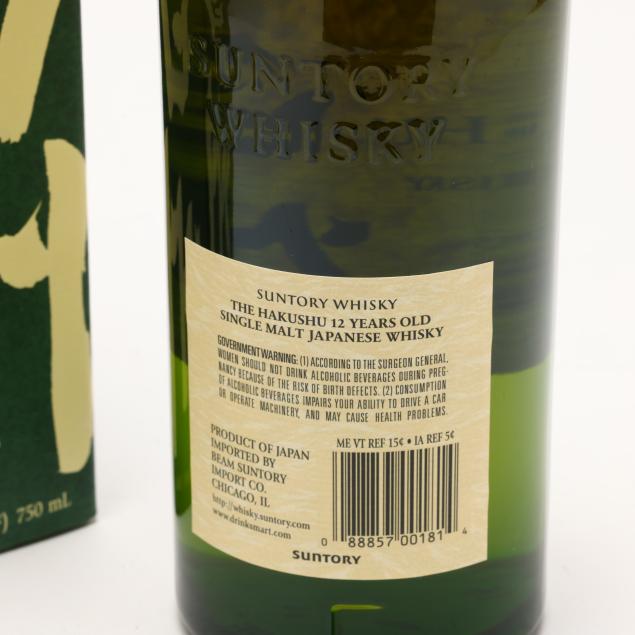 SUNTORY
WHISKY
SUNTORY WHISKY
THE HAKUSHU 12 YEARS OLD
SINGLE MALT JAPANESE WHISKY
GOVERNMENT WARNING: (1) ACCORDING TO THE SURGEON GENERAL,
WOMEN SHOULD NOT DRINK ALCOHOLIC BEVERAGES DURING PREG-
NANCY BECAUSE OF THE RISK OF BIRTH DEFECTS. (2) CONSUMPTION
OF ALCOHOLIC BEVERAGES IMPAIRS YOUR ABILITY TO DRIVE A CAR
OR OPERATE MACHINERY, AND MAY CAUSE HEALTH PROBLEMS.
PRODUCT OF JAPAN
IMPORTED BY
BEAM SUNTORY
IMPORT CO.
CHICAGO, IL
http://whisky.suntory.com
www.drinksmart.com
ME VT REF 15¢ • IA REF 5¢
0 88857 00181 4
SUNTORY
) 750 mL